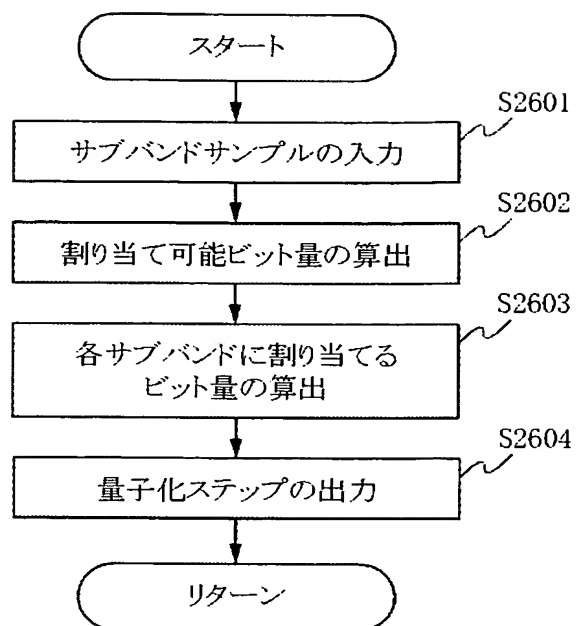 スタート
S2601
サブバンドサンプルの入力
S2602
割り当て可能ビット量の算出
S2603
各サブバンドに割り当てる
ビット量の算出
S2604
量子化ステップの出力
リターン